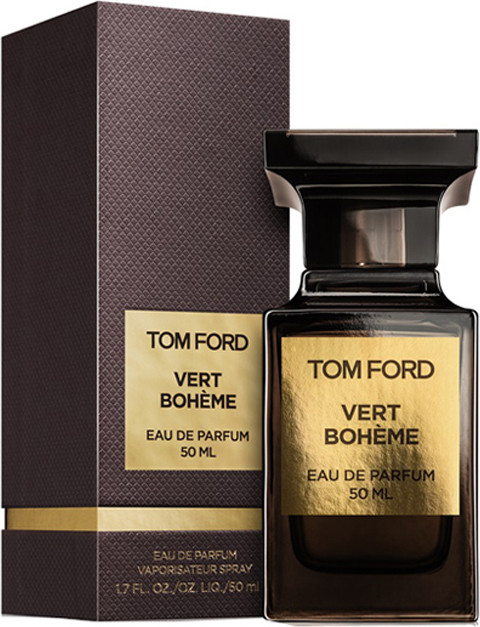 TOM FORD
VERT
BOHÈME
EAU DE PARFUM
50 ML
EAU DE PARFUM
VAPORISATEUR SPRAY
1.7 FL. OZ./OZ. LIQ./50 ml
TOM FORD
VERT
BOHÈME
EAU DE PARFUM
50 ML